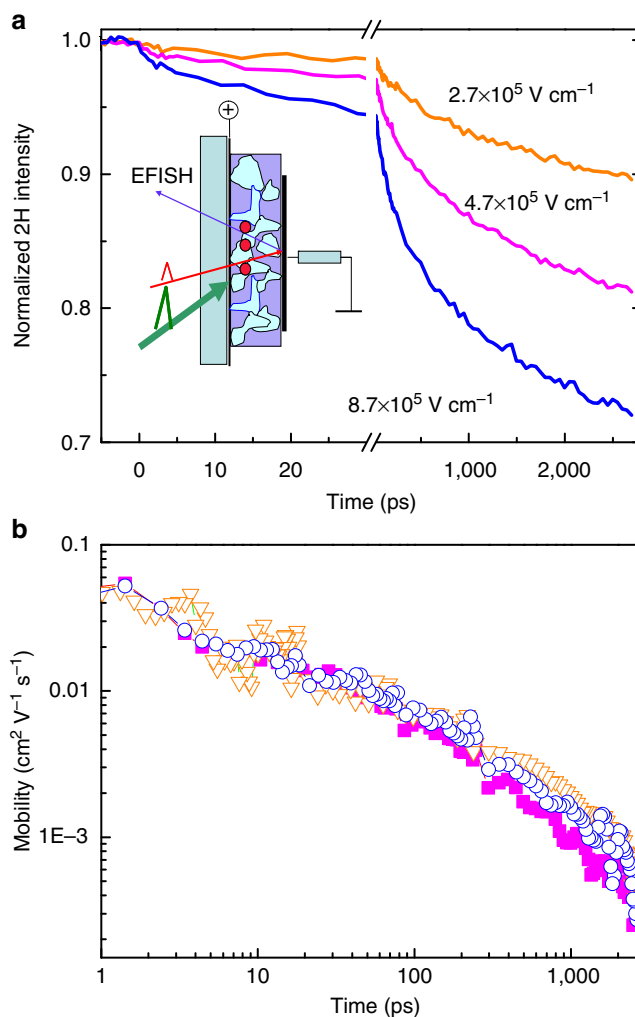 a
1.0
0.9
0.8
0.7
Normalized 2H intensity
2.7×10⁵ V cm⁻¹
4.7×10⁵ V cm⁻¹
8.7×10⁵ V cm⁻¹
+
EFISH
0 10 20 1,000 2,000
Time (ps)
b
0.1
0.01
1E–3
Mobility (cm² V⁻¹ s⁻¹)
1 10 100 1,000
Time (ps)